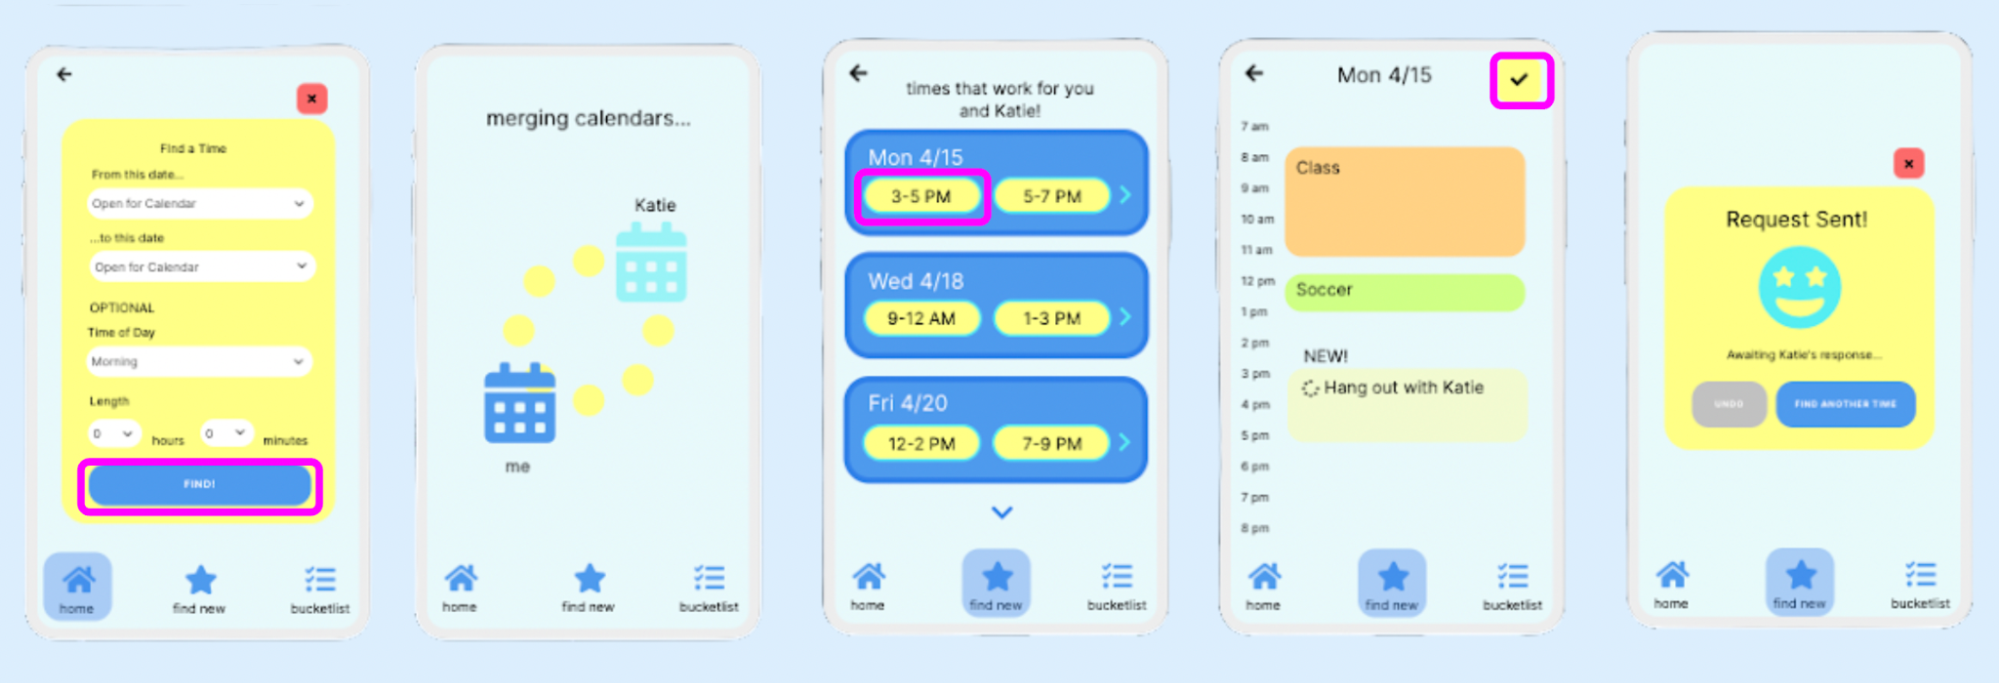 Find a Time
From this date...
Open for Calendar
...to this date
Open for Calendar
OPTIONAL
Time of Day
Morning
Length
0 hours 0 minutes
FIND!
home find new bucketlist
merging calendars...
Katie
me
home find new bucketlist
times that work for you
and Katie!
Mon 4/15
3-5 PM 5-7 PM
Wed 4/18
9-12 AM 1-3 PM
Fri 4/20
12-2 PM 7-9 PM
home find new bucketlist
Mon 4/15
7 am
8 am
Class
9 am
10 am
11 am
12 pm
Soccer
1 pm
2 pm
NEW!
3 pm
Hang out with Katie
4 pm
5 pm
6 pm
7 pm
8 pm
home find new bucketlist
Request Sent!
Awaiting Katie's response...
UNDO FIND ANOTHER TIME
home find new bucketlist